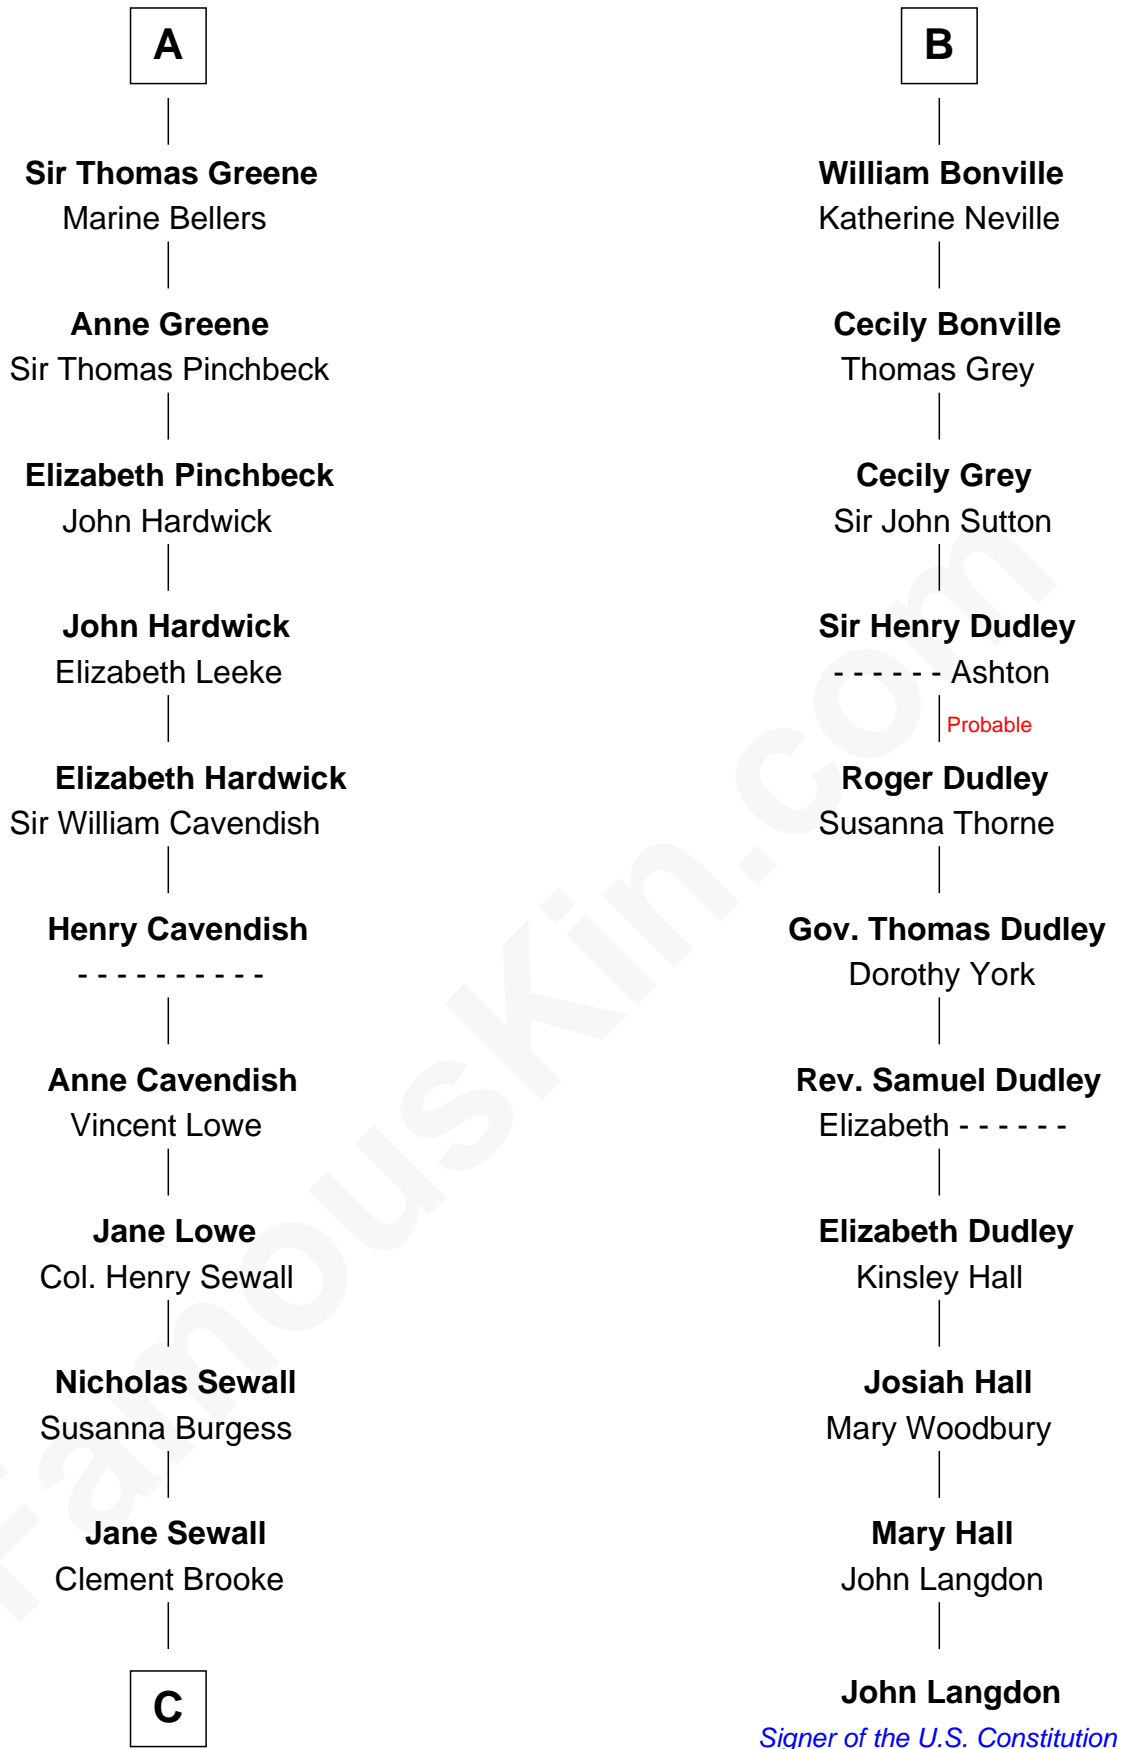 A
Sir Thomas Greene
Marine Bellers
Anne Greene
Sir Thomas Pinchbeck
Elizabeth Pinchbeck
John Hardwick
John Hardwick
Elizabeth Leeke
Elizabeth Hardwick
Sir William Cavendish
Henry Cavendish
- - - - - - - - - -
Anne Cavendish
Vincent Lowe
Jane Lowe
Col. Henry Sewall
Nicholas Sewall
Susanna Burgess
Jane Sewall
Clement Brooke
C
B
William Bonville
Katherine Neville
Cecily Bonville
Thomas Grey
Cecily Grey
Sir John Sutton
Sir Henry Dudley
- - - - - - Ashton
Probable
Roger Dudley
Susanna Thorne
Gov. Thomas Dudley
Dorothy York
Rev. Samuel Dudley
Elizabeth - - - - - -
Elizabeth Dudley
Kinsley Hall
Josiah Hall
Mary Woodbury
Mary Hall
John Langdon
John Langdon
Signer of the U.S. Constitution
FamousKin.com